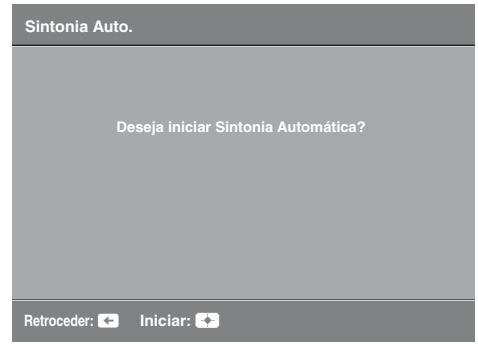 Sintonia Auto.
Deseja iniciar Sintonia Automática?
Retroceder: Iniciar: